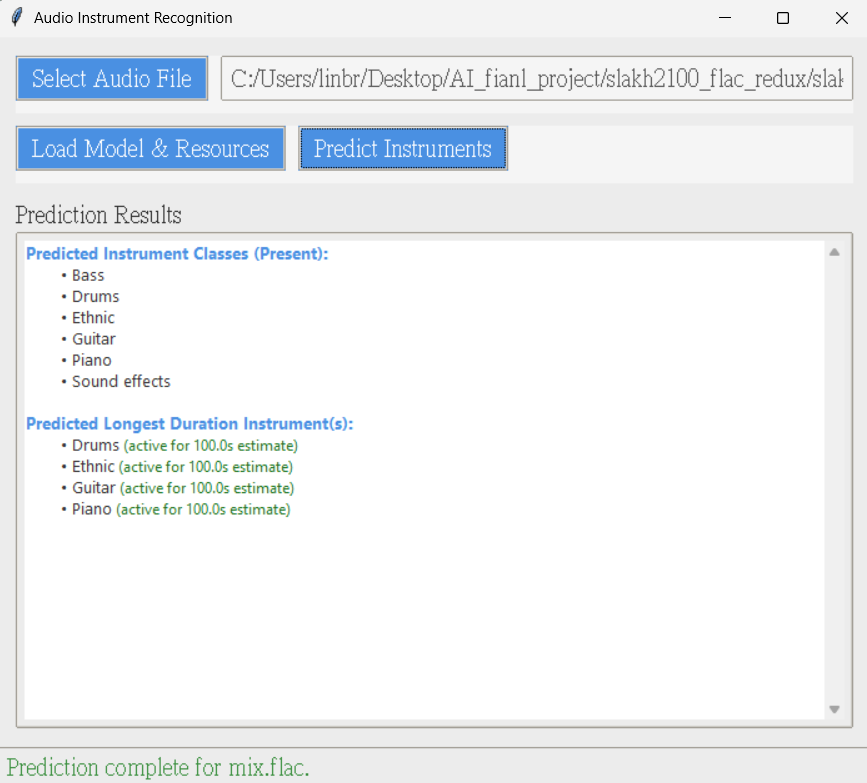 Audio Instrument Recognition
Select Audio File
C:/Users/linbr/Desktop/AI_fianl_project/slakh2100_flac_redux/slak
Load Model & Resources
Predict Instruments
Prediction Results
Predicted Instrument Classes (Present):
• Bass
• Drums
• Ethnic
• Guitar
• Piano
• Sound effects
Predicted Longest Duration Instrument(s):
• Drums (active for 100.0s estimate)
• Ethnic (active for 100.0s estimate)
• Guitar (active for 100.0s estimate)
• Piano (active for 100.0s estimate)
Prediction complete for mix.flac.